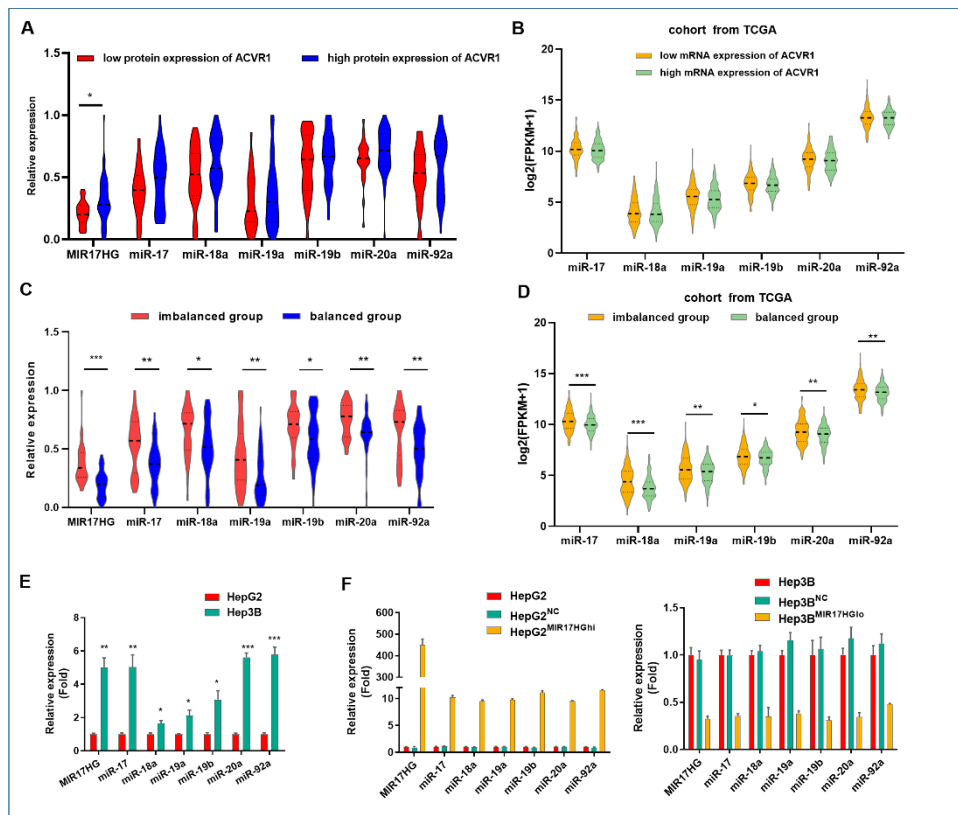 A
low protein expression of ACVR1
high protein expression of ACVR1
Relative expression
1.5
1.0
0.5
0.0
*
MIR17HG miR-17 miR-18a miR-19a miR-19b miR-20a miR-92a
B
cohort from TCGA
low mRNA expression of ACVR1
high mRNA expression of ACVR1
log2(FPKM+1)
20
15
10
5
0
miR-17 miR-18a miR-19a miR-19b miR-20a miR-92a
C
imbalanced group
balanced group
Relative expression
1.5
1.0
0.5
0.0
*** ** * ** * ** **
MIR17HG miR-17 miR-18a miR-19a miR-19b miR-20a miR-92a
D
cohort from TCGA
imbalanced group
balanced group
log2(FPKM+1)
20
15
10
5
0
*** *** ** * ** **
miR-17 miR-18a miR-19a miR-19b miR-20a miR-92a
E
HepG2
Hep3B
Relative expression
(Fold)
8
6
4
2
0
** ** * * * *** ***
MIR17HG miR-17 miR-18a miR-19a miR-19b miR-20a miR-92a
F
HepG2
HepG2NC
HepG2MIR17HGhi
Relative expression
(Fold)
600
500
400
300
200
20
15
10
5
0
MIR17HG miR-17 miR-18a miR-19a miR-19b miR-20a miR-92a
Hep3B
Hep3BNC
Hep3BMIR17HGlo
Relative expression
(Fold)
1.5
1.0
0.5
0.0
MIR17HG miR-17 miR-18a miR-19a miR-19b miR-20a miR-92a